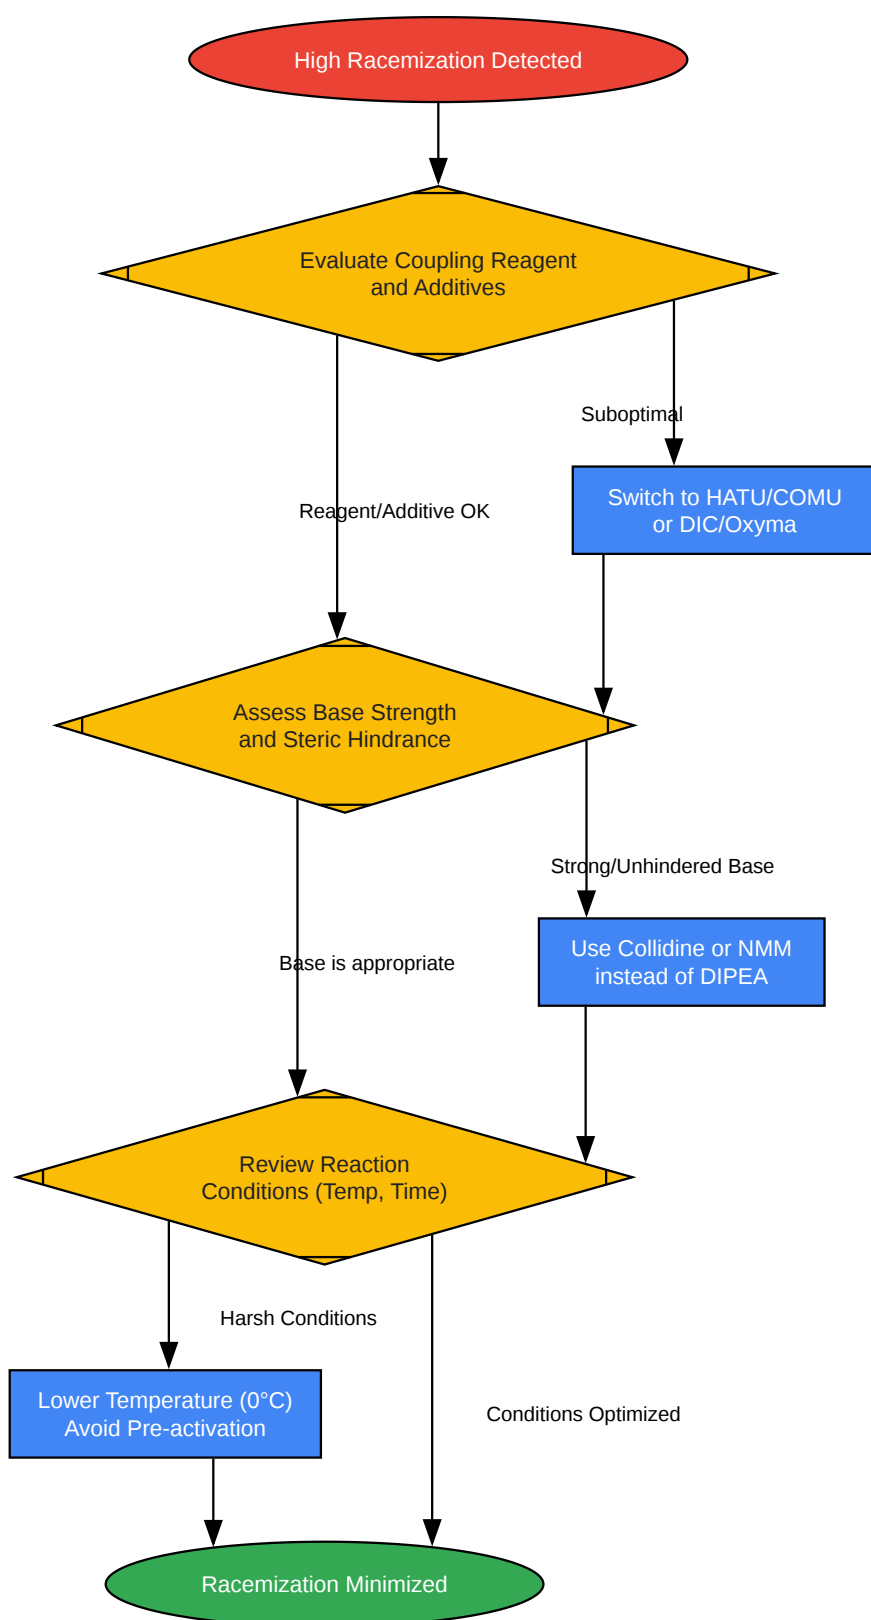 High Racemization Detected
Evaluate Coupling Reagent
and Additives
Suboptimal
Switch to HATU/COMU
or DIC/Oxyma
Reagent/Additive OK
Assess Base Strength
and Steric Hindrance
Strong/Unhindered Base
Use Collidine or NMM
instead of DIPEA
Base is appropriate
Review Reaction
Conditions (Temp, Time)
Harsh Conditions
Lower Temperature (0°C)
Avoid Pre-activation
Conditions Optimized
Racemization Minimized